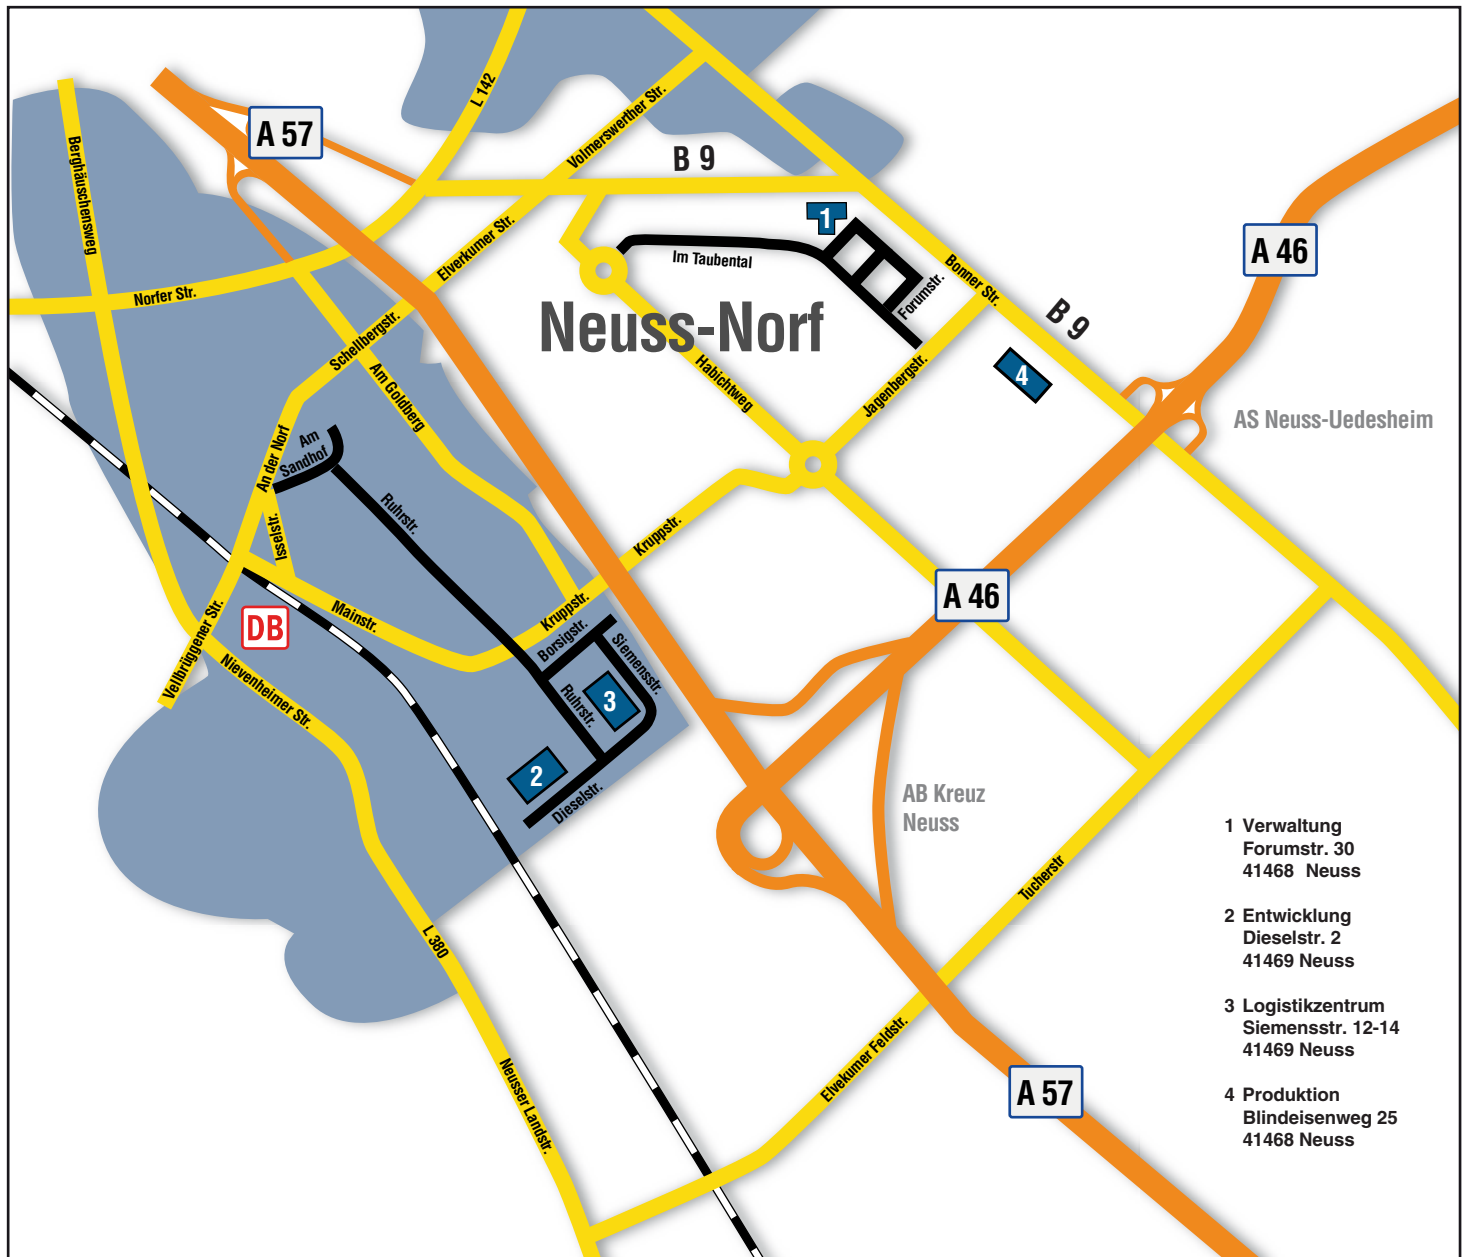 L 142
Volmerswerther Str.
A 57
B 9
Berghäuschensweg
1
Elverkumer Str.
Im Taubental
Bonner Str.
A 46
Forumstr.
Norfer Str.
Neuss-Norf
B 9
Schellbergstr.
Am Goldberg
Habichtweg
Jagenbergstr.
4
AS Neuss-Uedesheim
An der Norf
Am
Sandhof
Ruhrstr.
Isselstr.
Kruppstr.
A 46
Mainstr.
Kruppstr.
DB
Vellbrüggener Str.
Borsigstr.
Siemensstr.
Nievenheimer Str.
Ruhrstr.
3
2
Dieselstr.
AB Kreuz
Neuss
Tucherstr
L 380
Elvekumer Feldstr.
Neusser Landstr.
A 57
1 Verwaltung
Forumstr. 30
41468 Neuss
2 Entwicklung
Dieselstr. 2
41469 Neuss
3 Logistikzentrum
Siemensstr. 12-14
41469 Neuss
4 Produktion
Blindeisenweg 25
41468 Neuss